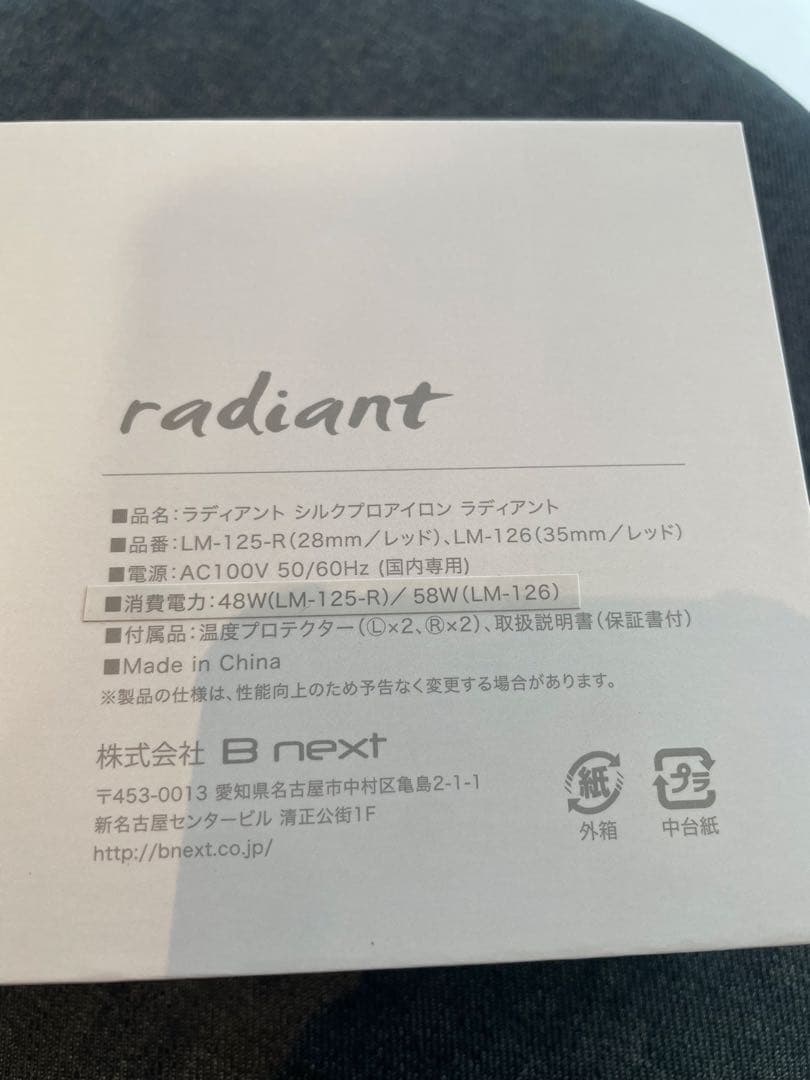 radiant
■品名：ラディアント シルクプロアイロン ラディアント
■品番：LM-125-R（28mm／レッド）、LM-126（35mm／レッド）
■電源：AC100V 50/60Hz (国内専用)
■消費電力：48W(LM-125-R)／ 58W（LM-126）
■付属品：温度プロテクター（Ⓛ×2、Ⓡ×2）、取扱説明書（保証書付）
■Made in China
※製品の仕様は、性能向上のため予告なく変更する場合があります。
株式会社 B next
〒453-0013 愛知県名古屋市中村区亀島2-1-1
新名古屋センタービル 清正公街1F
http://bnext.co.jp/
紙
外箱
プラ
中台紙